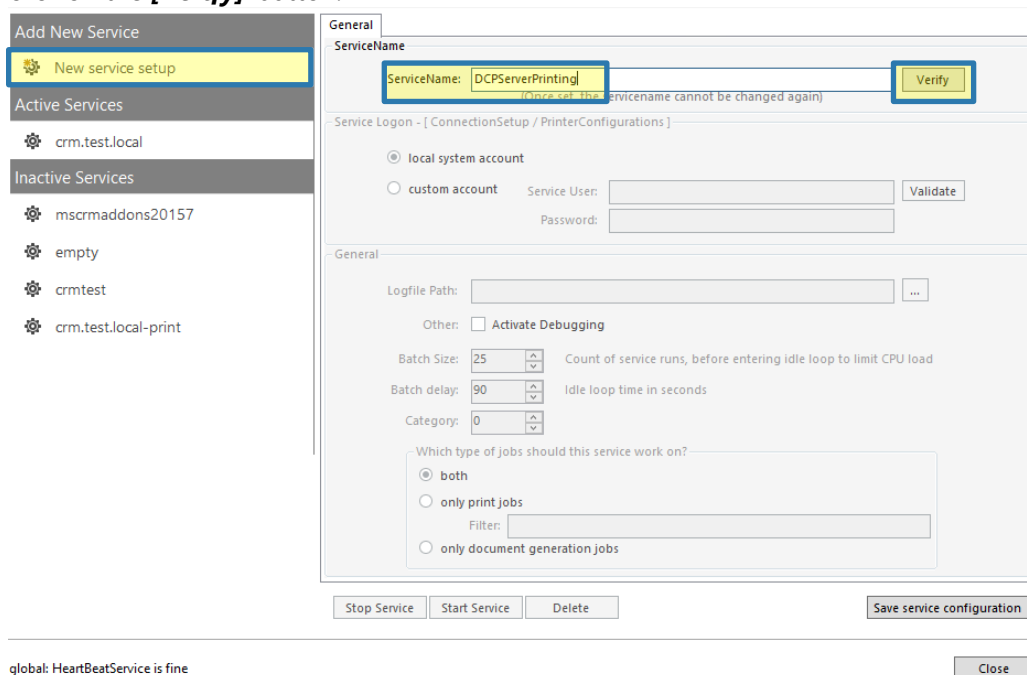 Add New Service
New service setup
Active Services
crm.test.local
Inactive Services
mscrmaddons20157
empty
crmtest
crm.test.local-print
General
ServiceName
ServiceName: DCPServerPrinting Verify
(Once set, the servicename cannot be changed again)
Service Logon - [ ConnectionSetup / PrinterConfigurations ]
local system account
custom account Service User: Validate
Password:
General
Logfile Path: ...
Other: Activate Debugging
Batch Size: 25 Count of service runs, before entering idle loop to limit CPU load
Batch delay: 90 Idle loop time in seconds
Category: 0
Which type of jobs should this service work on?
both
only print jobs
Filter:
only document generation jobs
Stop Service Start Service Delete Save service configuration
global: HeartBeatService is fine Close